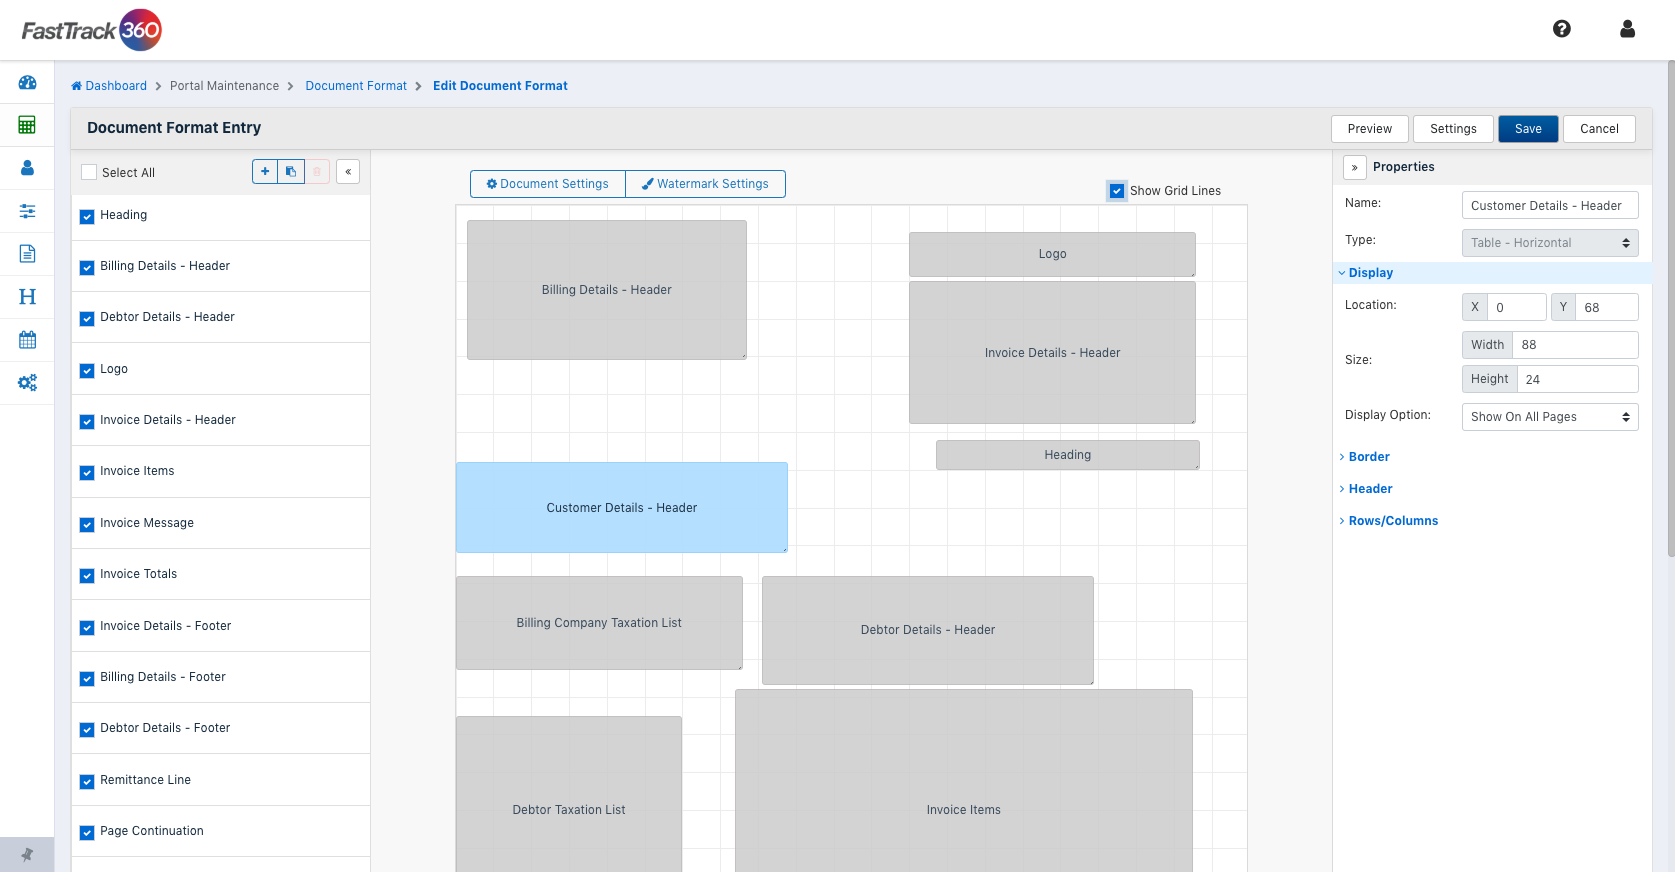 FastTrack 360
Dashboard > Portal Maintenance > Document Format > Edit Document Format
Document Format Entry
Preview Settings Save Cancel
Select All
Heading
Billing Details - Header
Debtor Details - Header
Logo
Invoice Details - Header
Invoice Items
Invoice Message
Invoice Totals
Invoice Details - Footer
Billing Details - Footer
Debtor Details - Footer
Remittance Line
Page Continuation
Document Settings Watermark Settings
Show Grid Lines
Billing Details - Header
Logo
Invoice Details - Header
Heading
Customer Details - Header
Billing Company Taxation List
Debtor Details - Header
Debtor Taxation List
Invoice Items
» Properties
Name: Customer Details - Header
Type: Table - Horizontal
Display
Location: X 0 Y 68
Size: Width 88
Height 24
Display Option: Show On All Pages
Border
Header
Rows/Columns